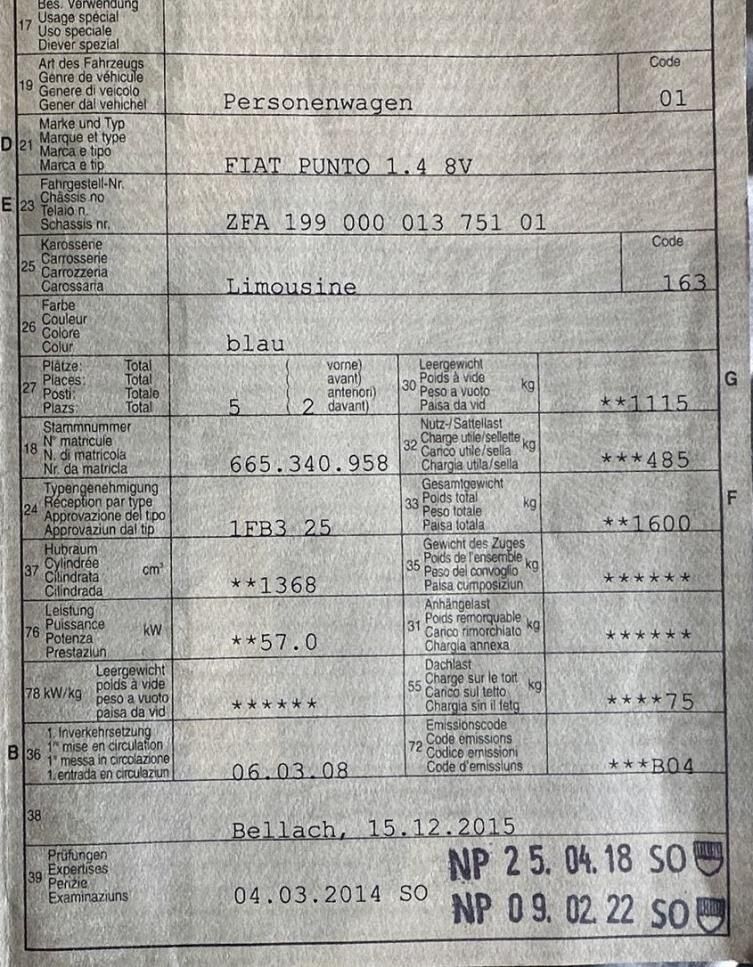 Bes. Verwendung
17 Usage spécial
Uso speciale
Diever spezial
Art des Fahrzeugs Code
19 Genre de véhicule
Genere di veicolo
Gener dal vehichel Personenwagen 01
Marke und Typ
D 21 Marque et type
Marca e tipo
Marca e tip FIAT PUNTO 1.4 8V
Fahrgestell-Nr.
E 23 Châssis no
Telaio n.
Schassis nr. ZFA 199 000 013 751 01
Karosserie Code
25 Carrosserie
Carrozzeria
Carossaria Limousine 163
Farbe
26 Couleur
Colore
Colur blau
Plätze: Total ( vorne) Leergewicht
27 Places: Total ( avant) 30 Poids à vide kg G
Posti: Totale ( anteriori) Peso a vuoto
Plazs: Total 5 ( 2 davant) Paisa da vid **1115
Stammnummer Nutz-/Sattellast
18 N° matricule 32 Charge utile/sellette kg
N. di matricola Carico utile/sella
Nr. da matricla 665.340.958 Chargia utila/sella ***485
Typengenehmigung Gesamtgewicht
24 Réception par type 33 Poids total kg F
Approvazione del tipo Peso totale
Approvaziun dal tip 1FB3 25 Paisa totala **1600
Hubraum Gewicht des Zuges
37 Cylindrée cm³ 35 Poids de l'ensemble kg
Cilindrata Peso del convoglio
Cilindrada **1368 Paisa cumposiziun ******
Leistung Anhängelast
76 Puissance kW 31 Poids remorquable kg
Potenza Carico rimorchiato
Prestaziun **57.0 Chargia annexa ******
Leergewicht Dachlast
78 kW/kg poids à vide 55 Charge sur le toit kg
peso a vuoto Carico sul tetto
paisa da vid ****** Chargia sin il tetg ****75
1. Inverkehrsetzung Emissionscode
B 36 1re mise en circulation 72 Code émissions
1a messa in circolazione Codice emissioni
1. entrada en circulaziun 06.03.08 Code d'emissiuns ***B04
38
Bellach, 15.12.2015
Prüfungen NP 25.04.18 SO
39 Expertises
Perizie 04.03.2014 SO
Examinaziuns NP 09.02.22 SO